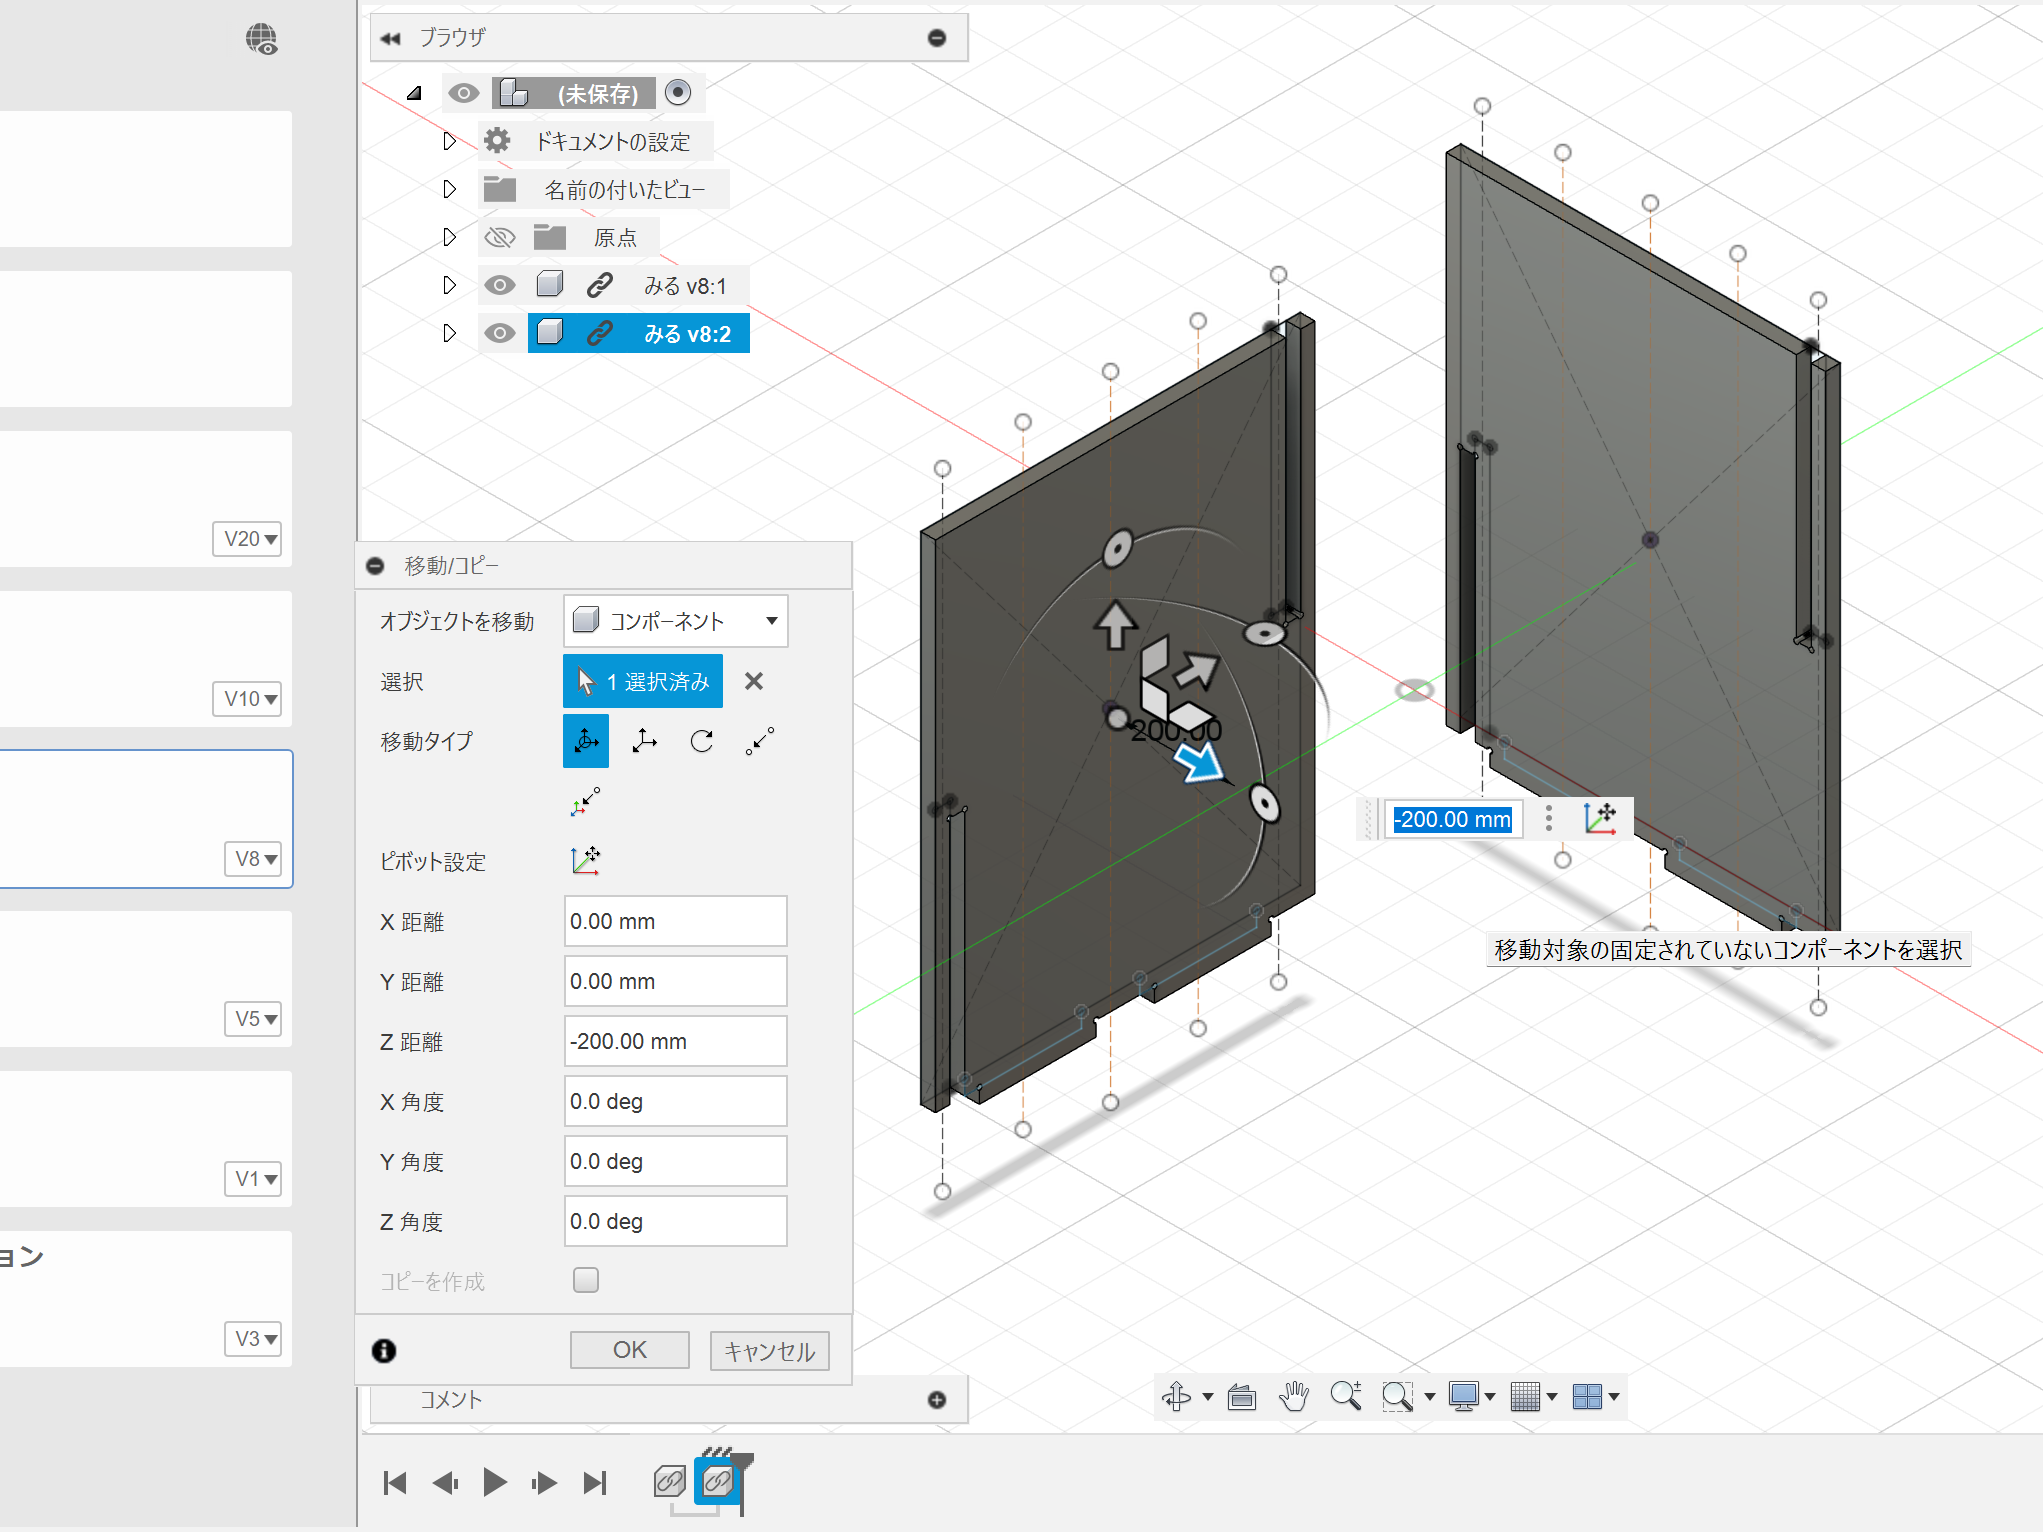 ブラウザ
(未保存)
ドキュメントの設定
名前の付いたビュー
原点
みる v8:1
みる v8:2
V20
V10
V8
V5
V1
ョン
V3
移動/コピー
オブジェクトを移動
コンポーネント
選択
1 選択済み
移動タイプ
ピボット設定
X 距離
0.00 mm
Y 距離
0.00 mm
Z 距離
-200.00 mm
X 角度
0.0 deg
Y 角度
0.0 deg
Z 角度
0.0 deg
コピーを作成
OK
キャンセル
コメント
200.00
-200.00 mm
移動対象の固定されていないコンポーネントを選択